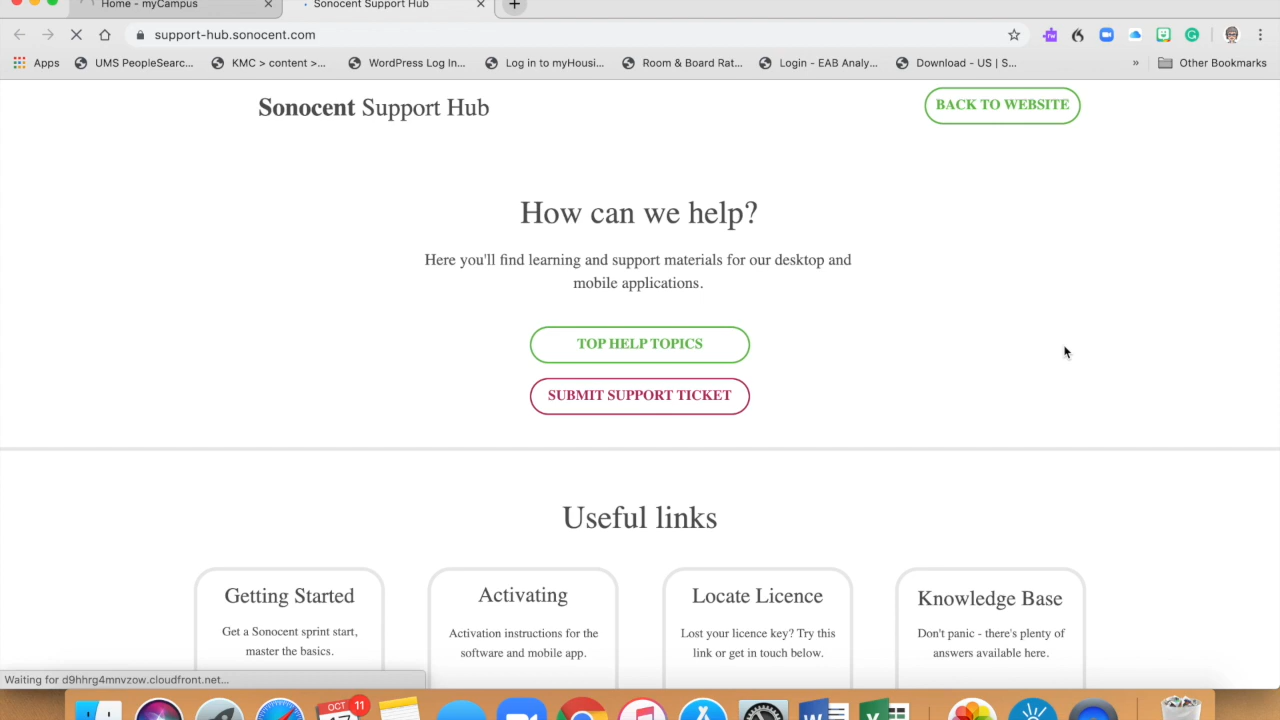 Home - myCampus
Sonocent Support Hub
support-hub.sonocent.com
Apps
UMS PeopleSearc...
KMC > content >...
WordPress Log In...
Log in to myHousi...
Room & Board Rat...
Login - EAB Analy...
Download - US | S...
»
Other Bookmarks
Sonocent Support Hub
BACK TO WEBSITE
How can we help?
Here you'll find learning and support materials for our desktop and
mobile applications.
TOP HELP TOPICS
SUBMIT SUPPORT TICKET
Useful links
Getting Started
Get a Sonocent sprint start,
master the basics.
Activating
Activation instructions for the
software and mobile app.
Locate Licence
Lost your licence key? Try this
link or get in touch below.
Knowledge Base
Don't panic - there's plenty of
answers available here.
Waiting for d9hhrg4mnvzow.cloudfront.net...
OCT
11
17